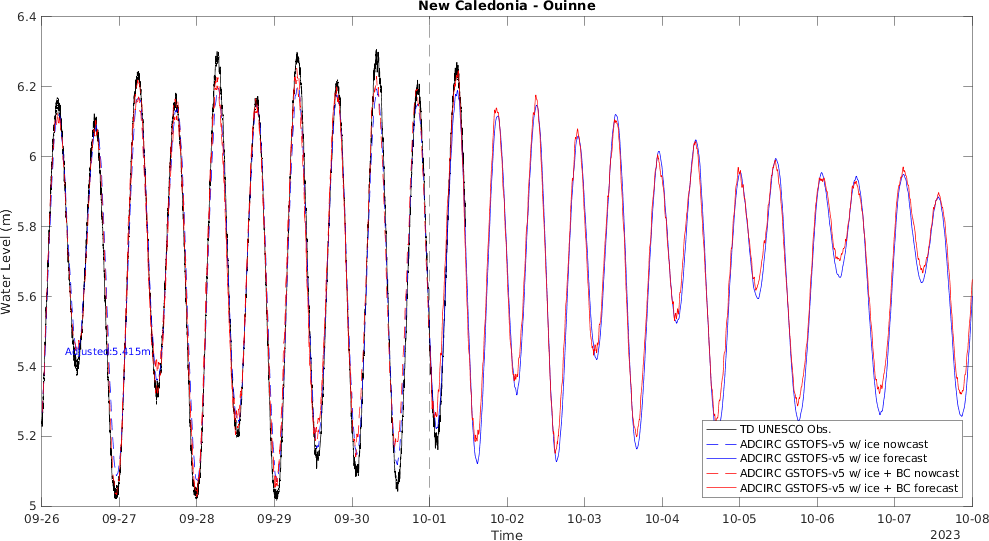 New Caledonia - Ouinne
6.4
6.2
6
5.8
5.6
5.4
5.2
5
Water Level (m)
Adjusted:5.415m
TD UNESCO Obs.
ADCIRC GSTOFS-v5 w/ ice nowcast
ADCIRC GSTOFS-v5 w/ ice forecast
ADCIRC GSTOFS-v5 w/ ice + BC nowcast
ADCIRC GSTOFS-v5 w/ ice + BC forecast
09-26 09-27 09-28 09-29 09-30 10-01 10-02 10-03 10-04 10-05 10-06 10-07 10-08
Time
2023